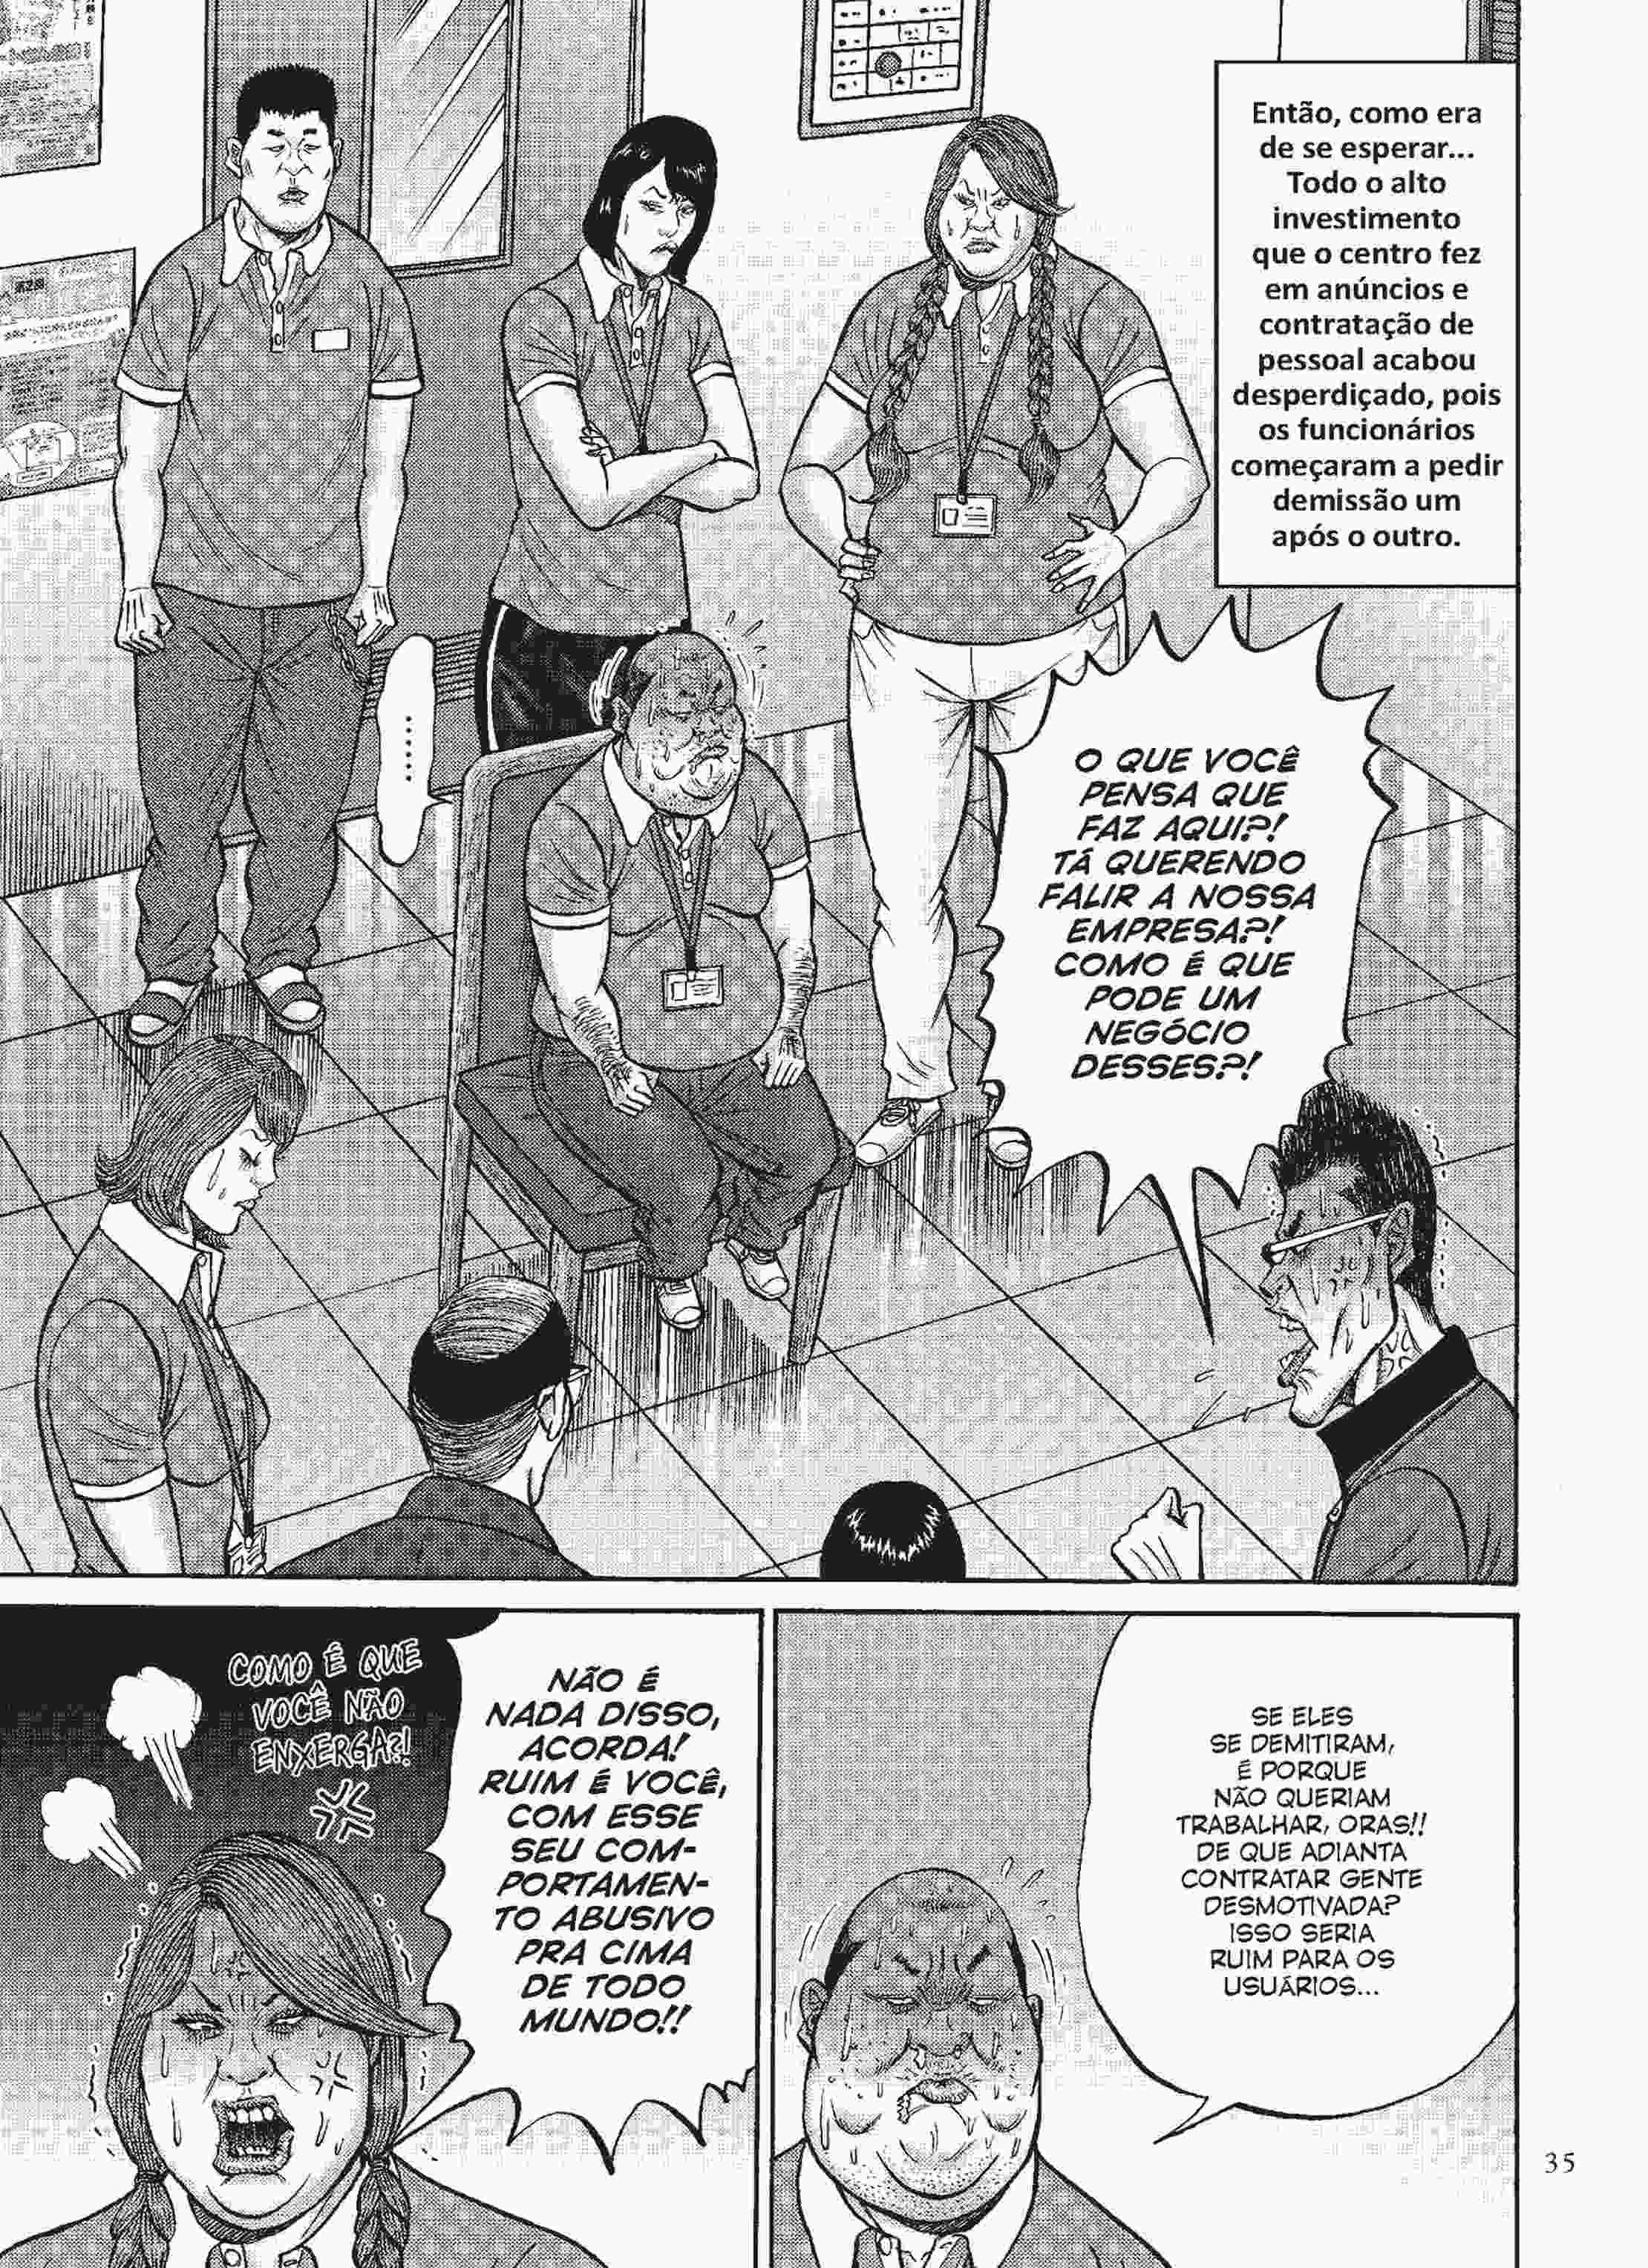 Então, como era
de se esperar...
Todo o alto
investimento
que o centro fez
em anúncios e
contratação de
pessoal acabou
desperdiçado, pois
os funcionários
começaram a pedir
demissão um
após o outro.
O QUE VOCÊ
PENSA QUE
FAZ AQUI?!
TÁ QUERENDO
FALIR A NOSSA
EMPRESA?!
COMO É QUE
PODE UM
NEGÓCIO
DESSES?!
......
SE ELES
SE DEMITIRAM,
É PORQUE
NÃO QUERIAM
TRABALHAR, ORAS!!
DE QUE ADIANTA
CONTRATAR GENTE
DESMOTIVADA?
ISSO SERIA
RUIM PARA OS
USUÁRIOS...
NÃO É
NADA DISSO,
ACORDA!
RUIM É VOCÊ,
COM ESSE
SEU COM-
PORTAMEN-
TO ABUSIVO
PRA CIMA
DE TODO
MUNDO!!
COMO É QUE
VOCÊ NÃO
ENXERGA?!
35